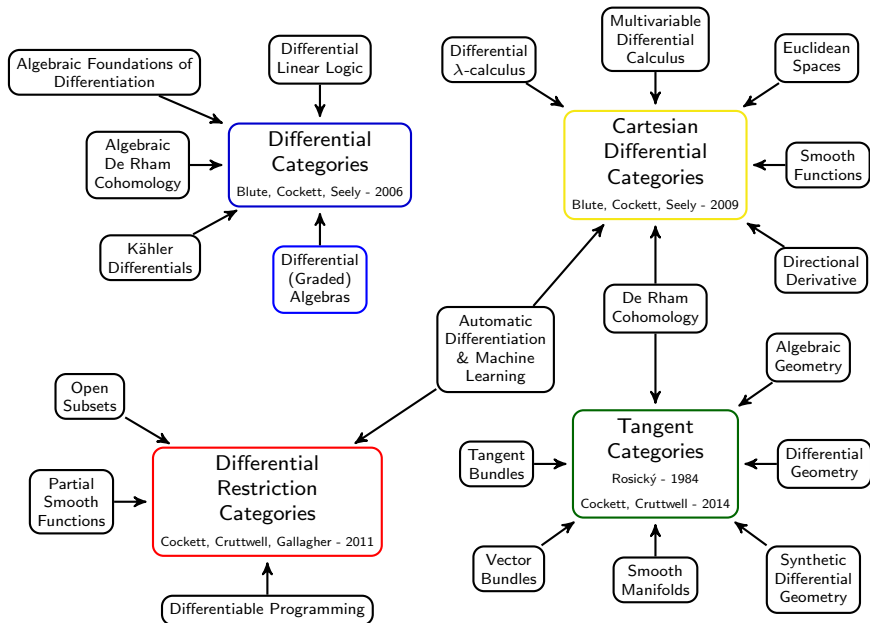 Algebraic Foundations of
Differentiation
Differential
Linear Logic
Algebraic
De Rham
Cohomology
Differential
Categories
Blute, Cockett, Seely - 2006
Kähler
Differentials
Differential
(Graded)
Algebras
Differential
λ-calculus
Multivariable
Differential
Calculus
Euclidean
Spaces
Cartesian
Differential
Categories
Blute, Cockett, Seely - 2009
Smooth
Functions
Directional
Derivative
De Rham
Cohomology
Automatic
Differentiation
& Machine
Learning
Open
Subsets
Partial
Smooth
Functions
Differential
Restriction
Categories
Cockett, Cruttwell, Gallagher - 2011
Differentiable Programming
Algebraic
Geometry
Tangent
Bundles
Tangent
Categories
Rosický - 1984
Cockett, Cruttwell - 2014
Differential
Geometry
Vector
Bundles
Smooth
Manifolds
Synthetic
Differential
Geometry